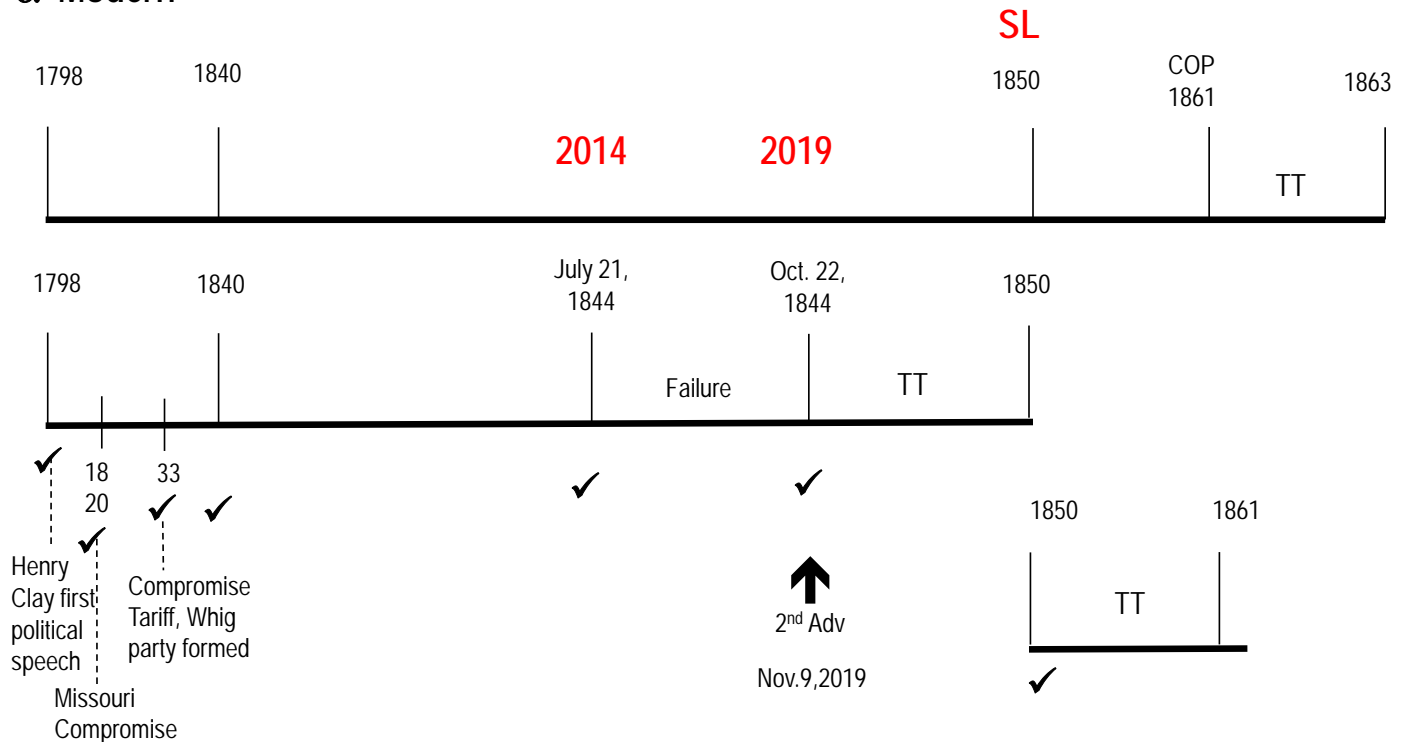 Modern
SL
1798
1840
1850
COP
1861
1863
2014
2019
TT
1798
1840
July 21,
1844
Oct. 22,
1844
1850
Failure
TT
18
20
33
1850
1861
Henry
Clay first
political
speech
Compromise
Tariff, Whig
party formed
2nd Adv
TT
Nov.9,2019
Missouri
Compromise